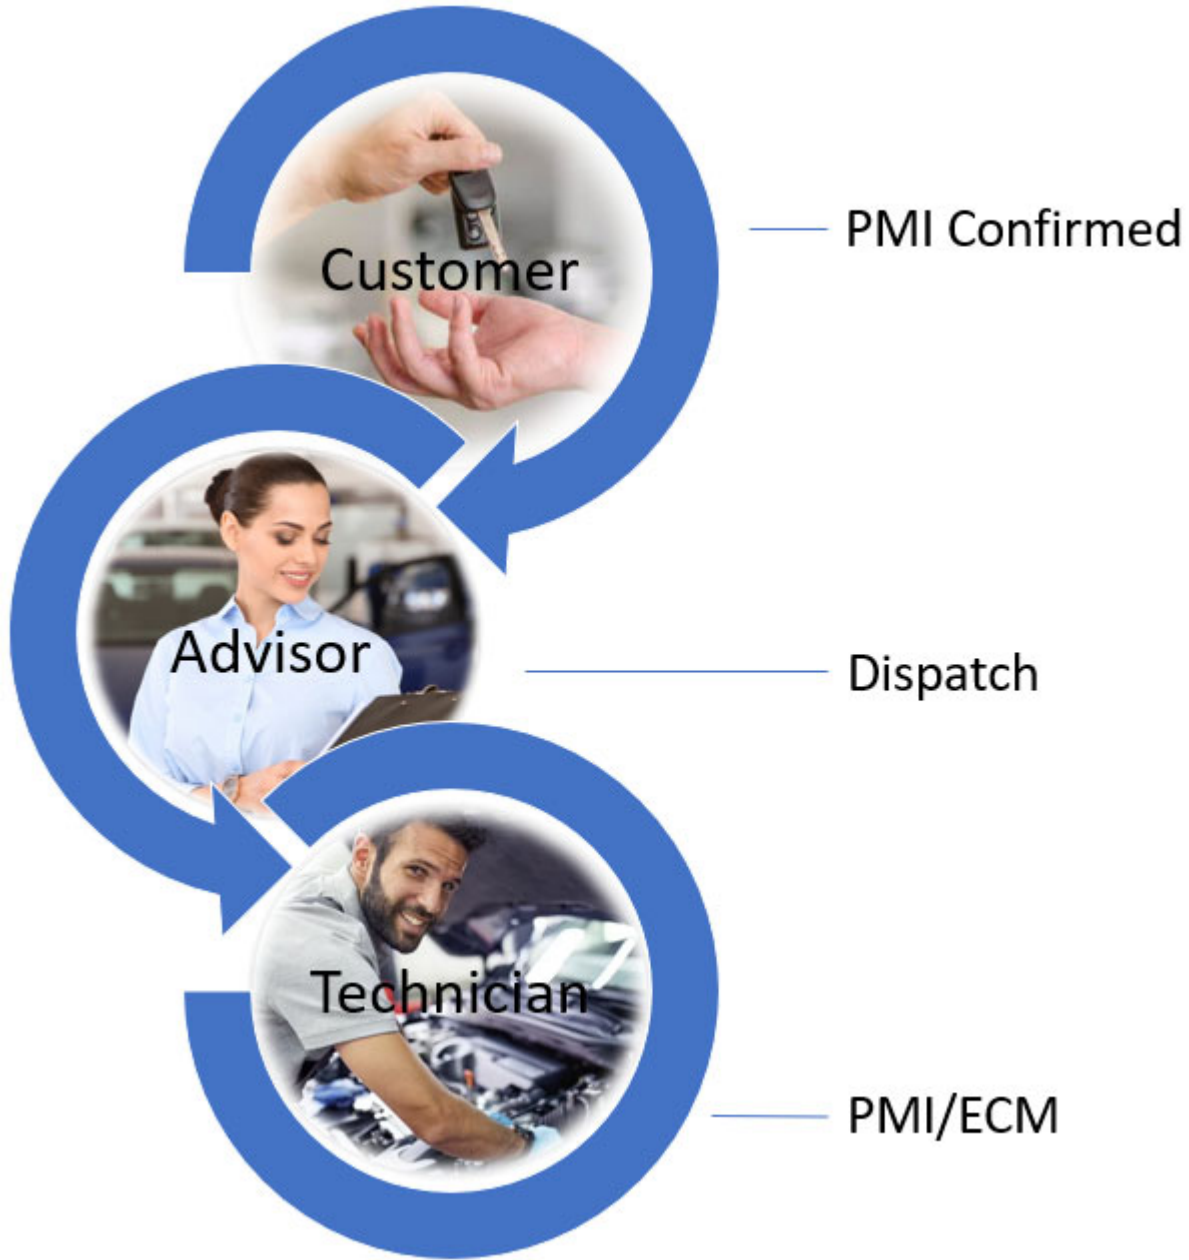 Customer
PMI Confirmed
Advisor
Dispatch
Technician
PMI/ECM